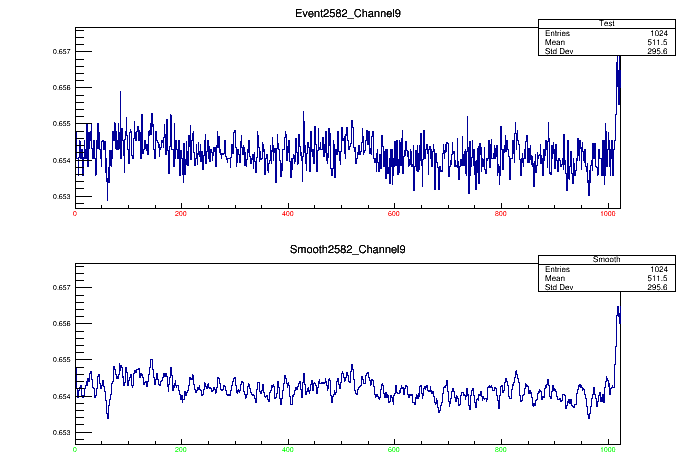 Event2582_Channel9
Test
Entries 1024
Mean 511.5
Std Dev 295.6
0.657
0.656
0.655
0.654
0.653
0 200 400 600 800 1000
Smooth2582_Channel9
Smooth
Entries 1024
Mean 511.5
Std Dev 295.6
0.657
0.656
0.655
0.654
0.653
0 200 400 600 800 1000